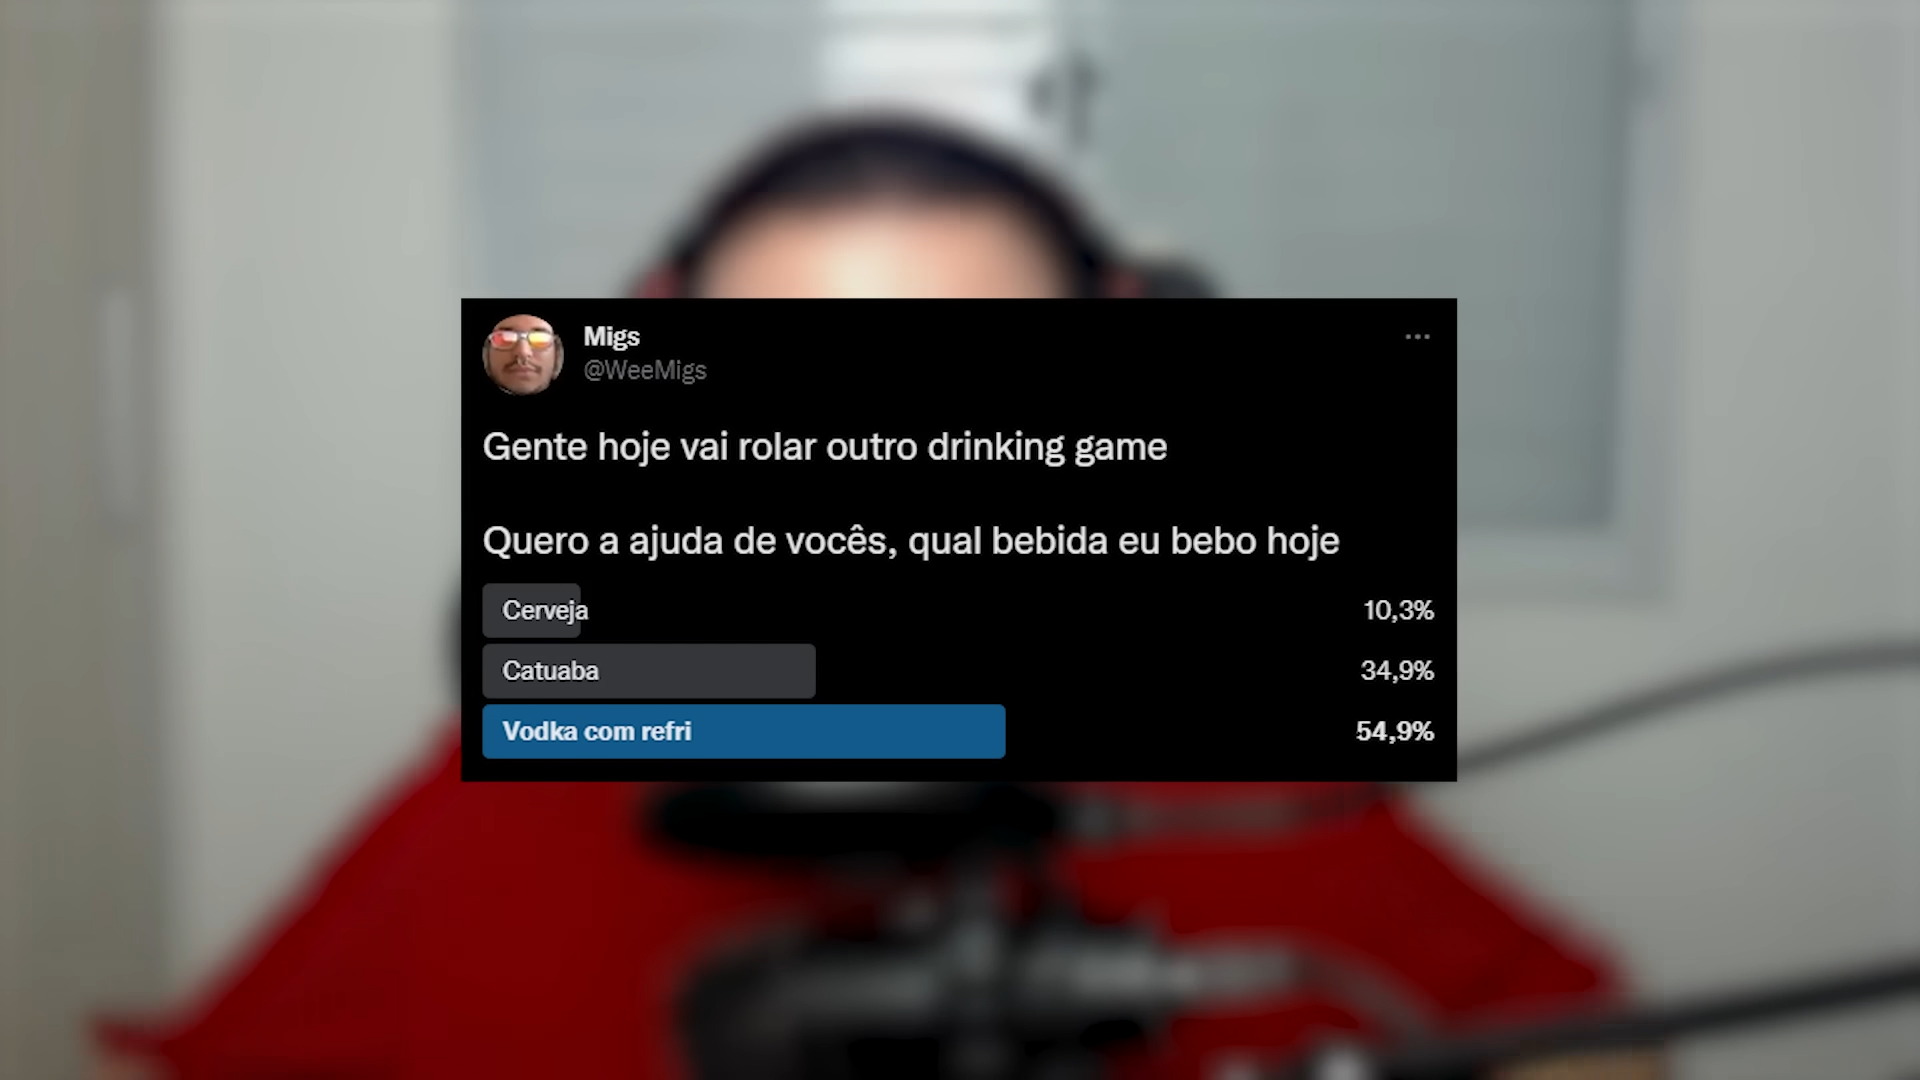 Migs
@WeeMigs
Gente hoje vai rolar outro drinking game
Quero a ajuda de vocês, qual bebida eu bebo hoje
Cerveja 10,3%
Catuaba 34,9%
Vodka com refri 54,9%